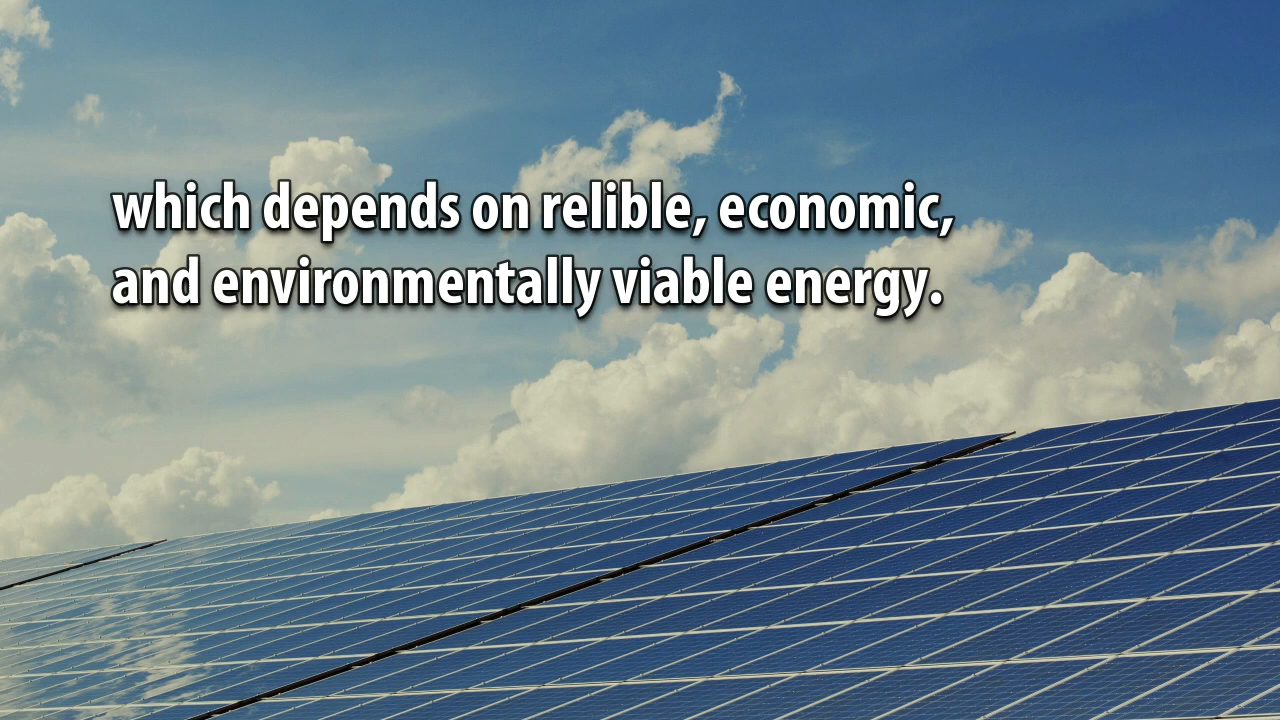 which depends on relible, economic,
and environmentally viable energy.